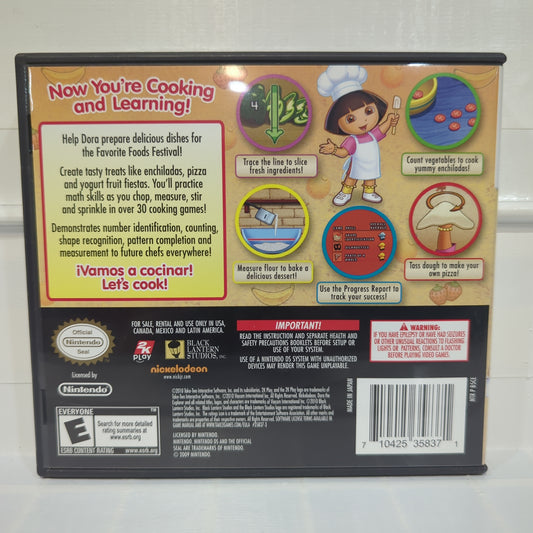 Now You're Cooking
and Learning!
Help Dora prepare delicious dishes for
the Favorite Foods Festival!
Create tasty treats like enchiladas, pizza
and yogurt fruit fiestas. You'll practice
math skills as you chop, measure, stir
and sprinkle in over 30 cooking games!
Demonstrates number identification, counting,
shape recognition, pattern completion and
measurement to future chefs everywhere!
¡Vamos a cocinar!
Let's cook!
4
Trace the line to slice
fresh ingredients!
Count vegetables to cook
yummy enchiladas!
Measure flour to bake a
delicious dessert!
Use the Progress Report to
track your success!
Toss dough to make your
own pizza!
Official
Nintendo
Seal
Licensed by
Nintendo
FOR SALE, RENTAL AND USE ONLY IN USA,
CANADA, MEXICO AND LATIN AMERICA.
2K
play
BLACK
LANTERN
STUDIOS, INC.
nickelodeon
www.nickjr.com
IMPORTANT!
READ THE INSTRUCTION AND SEPARATE HEALTH AND
SAFETY PRECAUTIONS BOOKLETS BEFORE SETUP OR
USE OF YOUR SYSTEM.
USE OF A NINTENDO DS SYSTEM WITH UNAUTHORIZED
DEVICES MAY RENDER THIS GAME UNPLAYABLE.
WARNING:
IF YOU HAVE EPILEPSY OR HAVE HAD SEIZURES
OR OTHER UNUSUAL REACTIONS TO FLASHING
LIGHTS OR PATTERNS, CONSULT A DOCTOR
BEFORE PLAYING VIDEO GAMES.
EVERYONE
E
Search for more detailed
rating summaries at
www.esrb.org
ESRB CONTENT RATING www.esrb.org
LICENSED BY
NINTENDO.
NINTENDO, NINTENDO DS AND THE OFFICIAL
SEAL ARE TRADEMARKS OF NINTENDO.
© 2009 NINTENDO.
MADE IN JAPAN
7 10425 35837 1